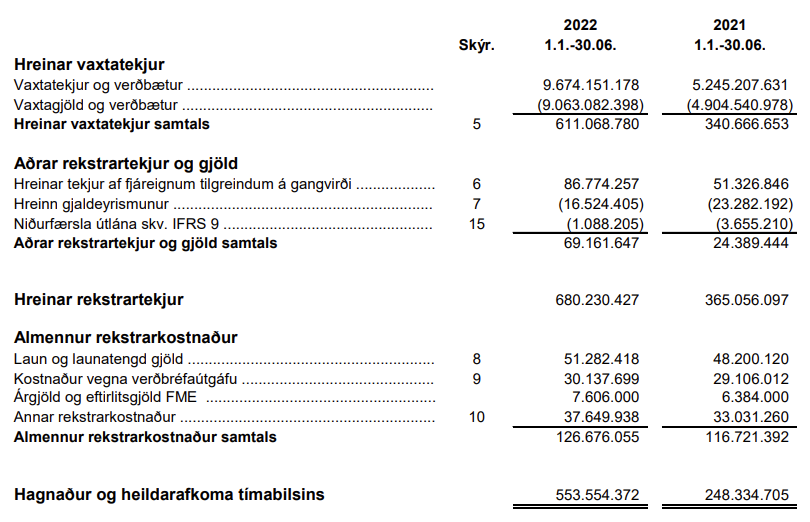 2022 2021
Skýr. 1.1.-30.06. 1.1.-30.06.
Hreinar vaxtatekjur
Vaxtatekjur og verðbætur ........................................................ 9.674.151.178 5.245.207.631
Vaxtagjöld og verðbætur ......................................................... (9.063.082.398) (4.904.540.978)
Hreinar vaxtatekjur samtals 5 611.068.780 340.666.653
Aðrar rekstrartekjur og gjöld
Hreinar tekjur af fjáreignum tilgreindum á gangvirði .................. 6 86.774.257 51.326.846
Hreinn gjaldeyrismunur ........................................................... 7 (16.524.405) (23.282.192)
Niðurfærsla útlána skv. IFRS 9 ................................................ 15 (1.088.205) (3.655.210)
Aðrar rekstrartekjur og gjöld samtals 69.161.647 24.389.444
Hreinar rekstrartekjur 680.230.427 365.056.097
Almennur rekstrarkostnaður
Laun og launatengd gjöld ........................................................ 8 51.282.418 48.200.120
Kostnaður vegna verðbréfaútgáfu ............................................ 9 30.137.699 29.106.012
Árgjöld og eftirlitsgjöld FME .................................................... 7.606.000 6.384.000
Annar rekstrarkostnaður .......................................................... 10 37.649.938 33.031.260
Almennur rekstrarkostnaður samtals 126.676.055 116.721.392
Hagnaður og heildarafkoma tímabilsins 553.554.372 248.334.705